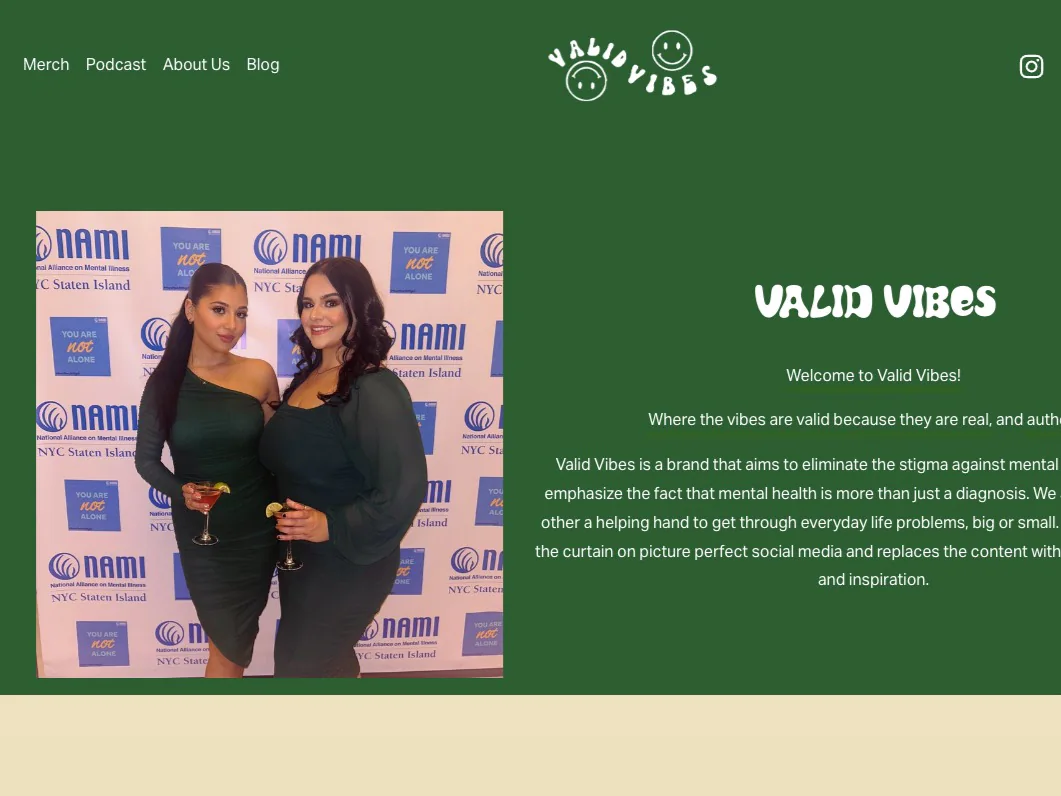 Merch Podcast About Us Blog
VALID VIBES
NAMI
National Alliance on Mental Illness
NYC Staten Island
YOU ARE
not
ALONE
VALID VIBES
Welcome to Valid Vibes!
Where the vibes are valid because they are real, and
Valid Vibes is a brand that aims to eliminate the stigma against mental
emphasize the fact that mental health is more than just a diagnosis. We
other a helping hand to get through everyday life problems, big or small.
the curtain on picture perfect social media and replaces the content with
and inspiration.